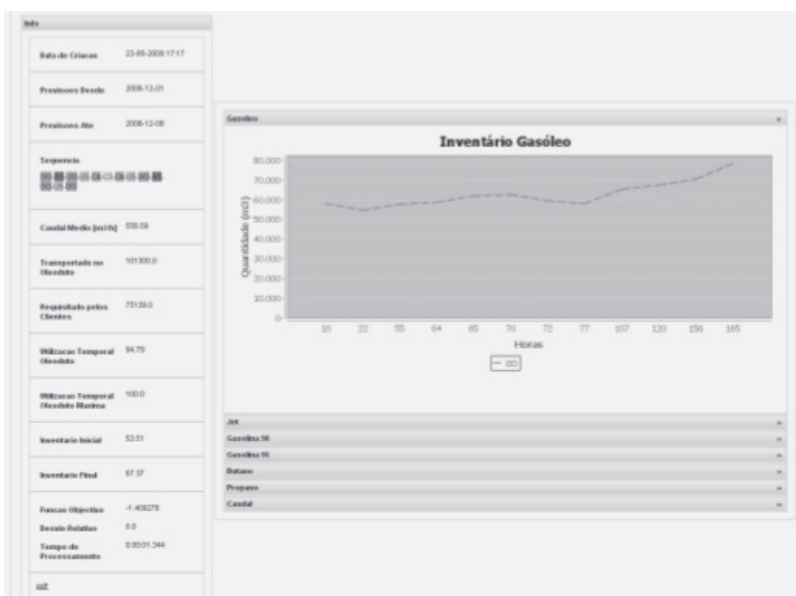 Info
Data de Criacao 23-05-2009 17:17
Previsoes Desde 2008-12-01
Previsoes Ate 2008-12-08
Sequencia
Caudal Medio [m3/h] 556.59
Transportado no
Oleoduto 101300.0
Requisitado pelos
Clientes 75139.0
Utilizacao Temporal
Oleoduto 94.79
Utilizacao Temporal
Oleoduto Maxima 100.0
Inventario Inicial 53.51
Inventario Final 67.37
Funcao Objectivo -1.409278
Desvio Relativo 0.0
Tempo de
Processamento 0:00:01.344
Gasoleo
Inventário Gasóleo
Quantidade (m3)
80.000
70.000
60.000
50.000
40.000
30.000
20.000
10.000
0
10 22 55 64 65 70 72 77 107 120 156 165
Horas
GO
Jet
Gasolina 98
Gasolina 95
Butano
Propano
Caudal